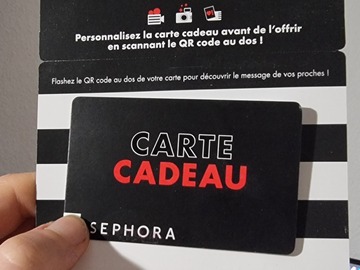 Personnalisez la carte cadeau avant de l'offrir
en scannant le QR code au dos !
Flashez le QR code au dos de votre carte pour découvrir le message de vos proches !
CARTE
CADEAU
SEPHORA